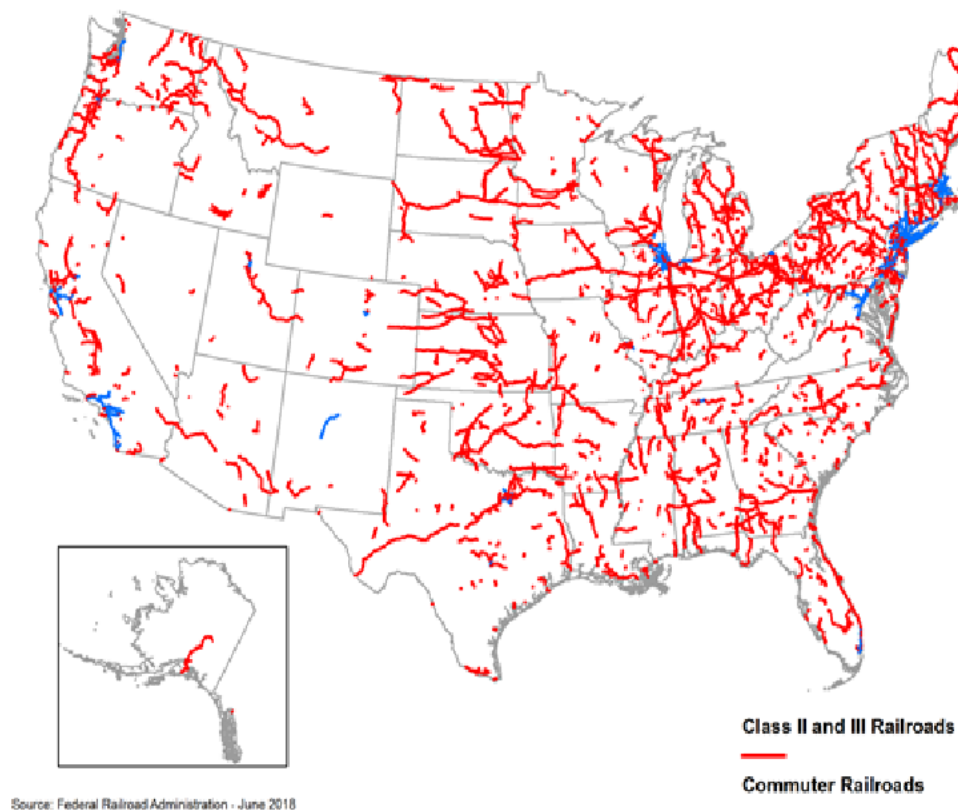 Class II and III Railroads
Commuter Railroads
Source: Federal Railroad Administration - June 2018